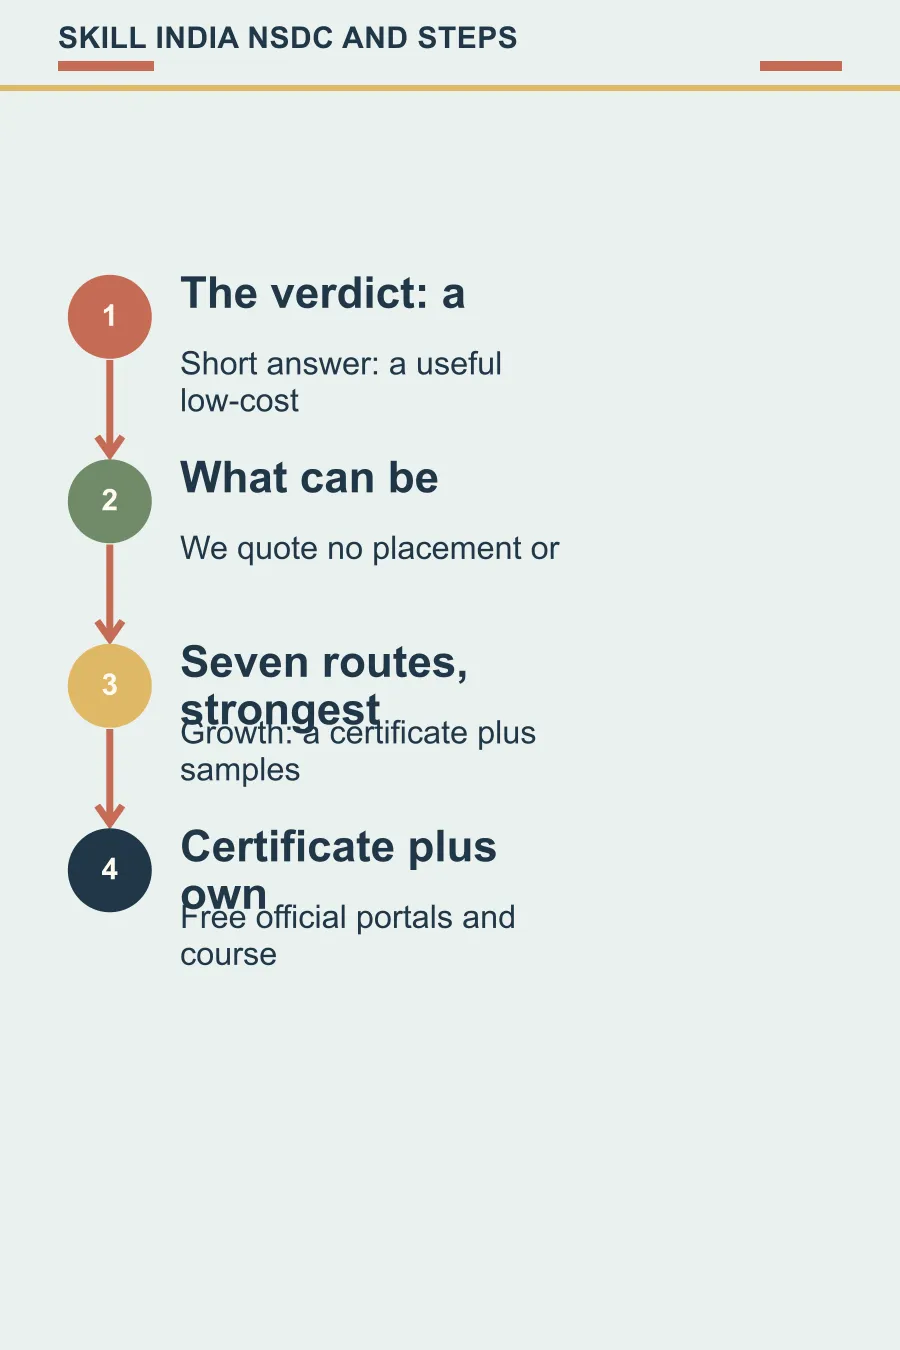 SKILL INDIA NSDC AND STEPS
1
The verdict: a
Short answer: a useful
low-cost
2
What can be
We quote no placement or
3
Seven routes,
strongest
Growth: a certificate plus
samples
4
Certificate plus
own
Free official portals and
course